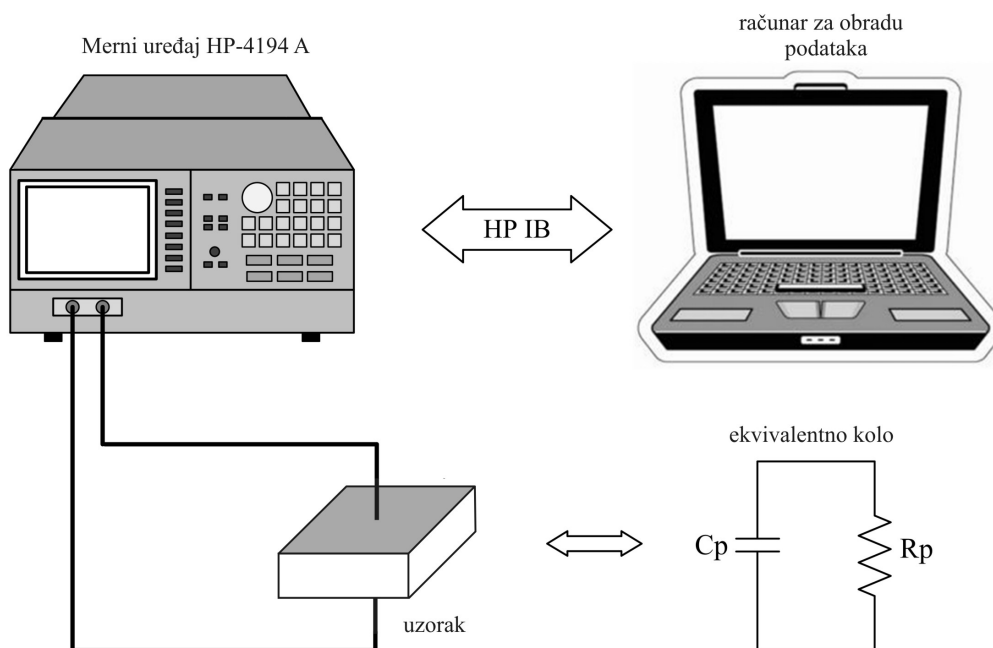 računar za obradu
podataka
Merni uređaj HP-4194 A
HP IB
ekvivalentno kolo
Cp
Rp
uzorak